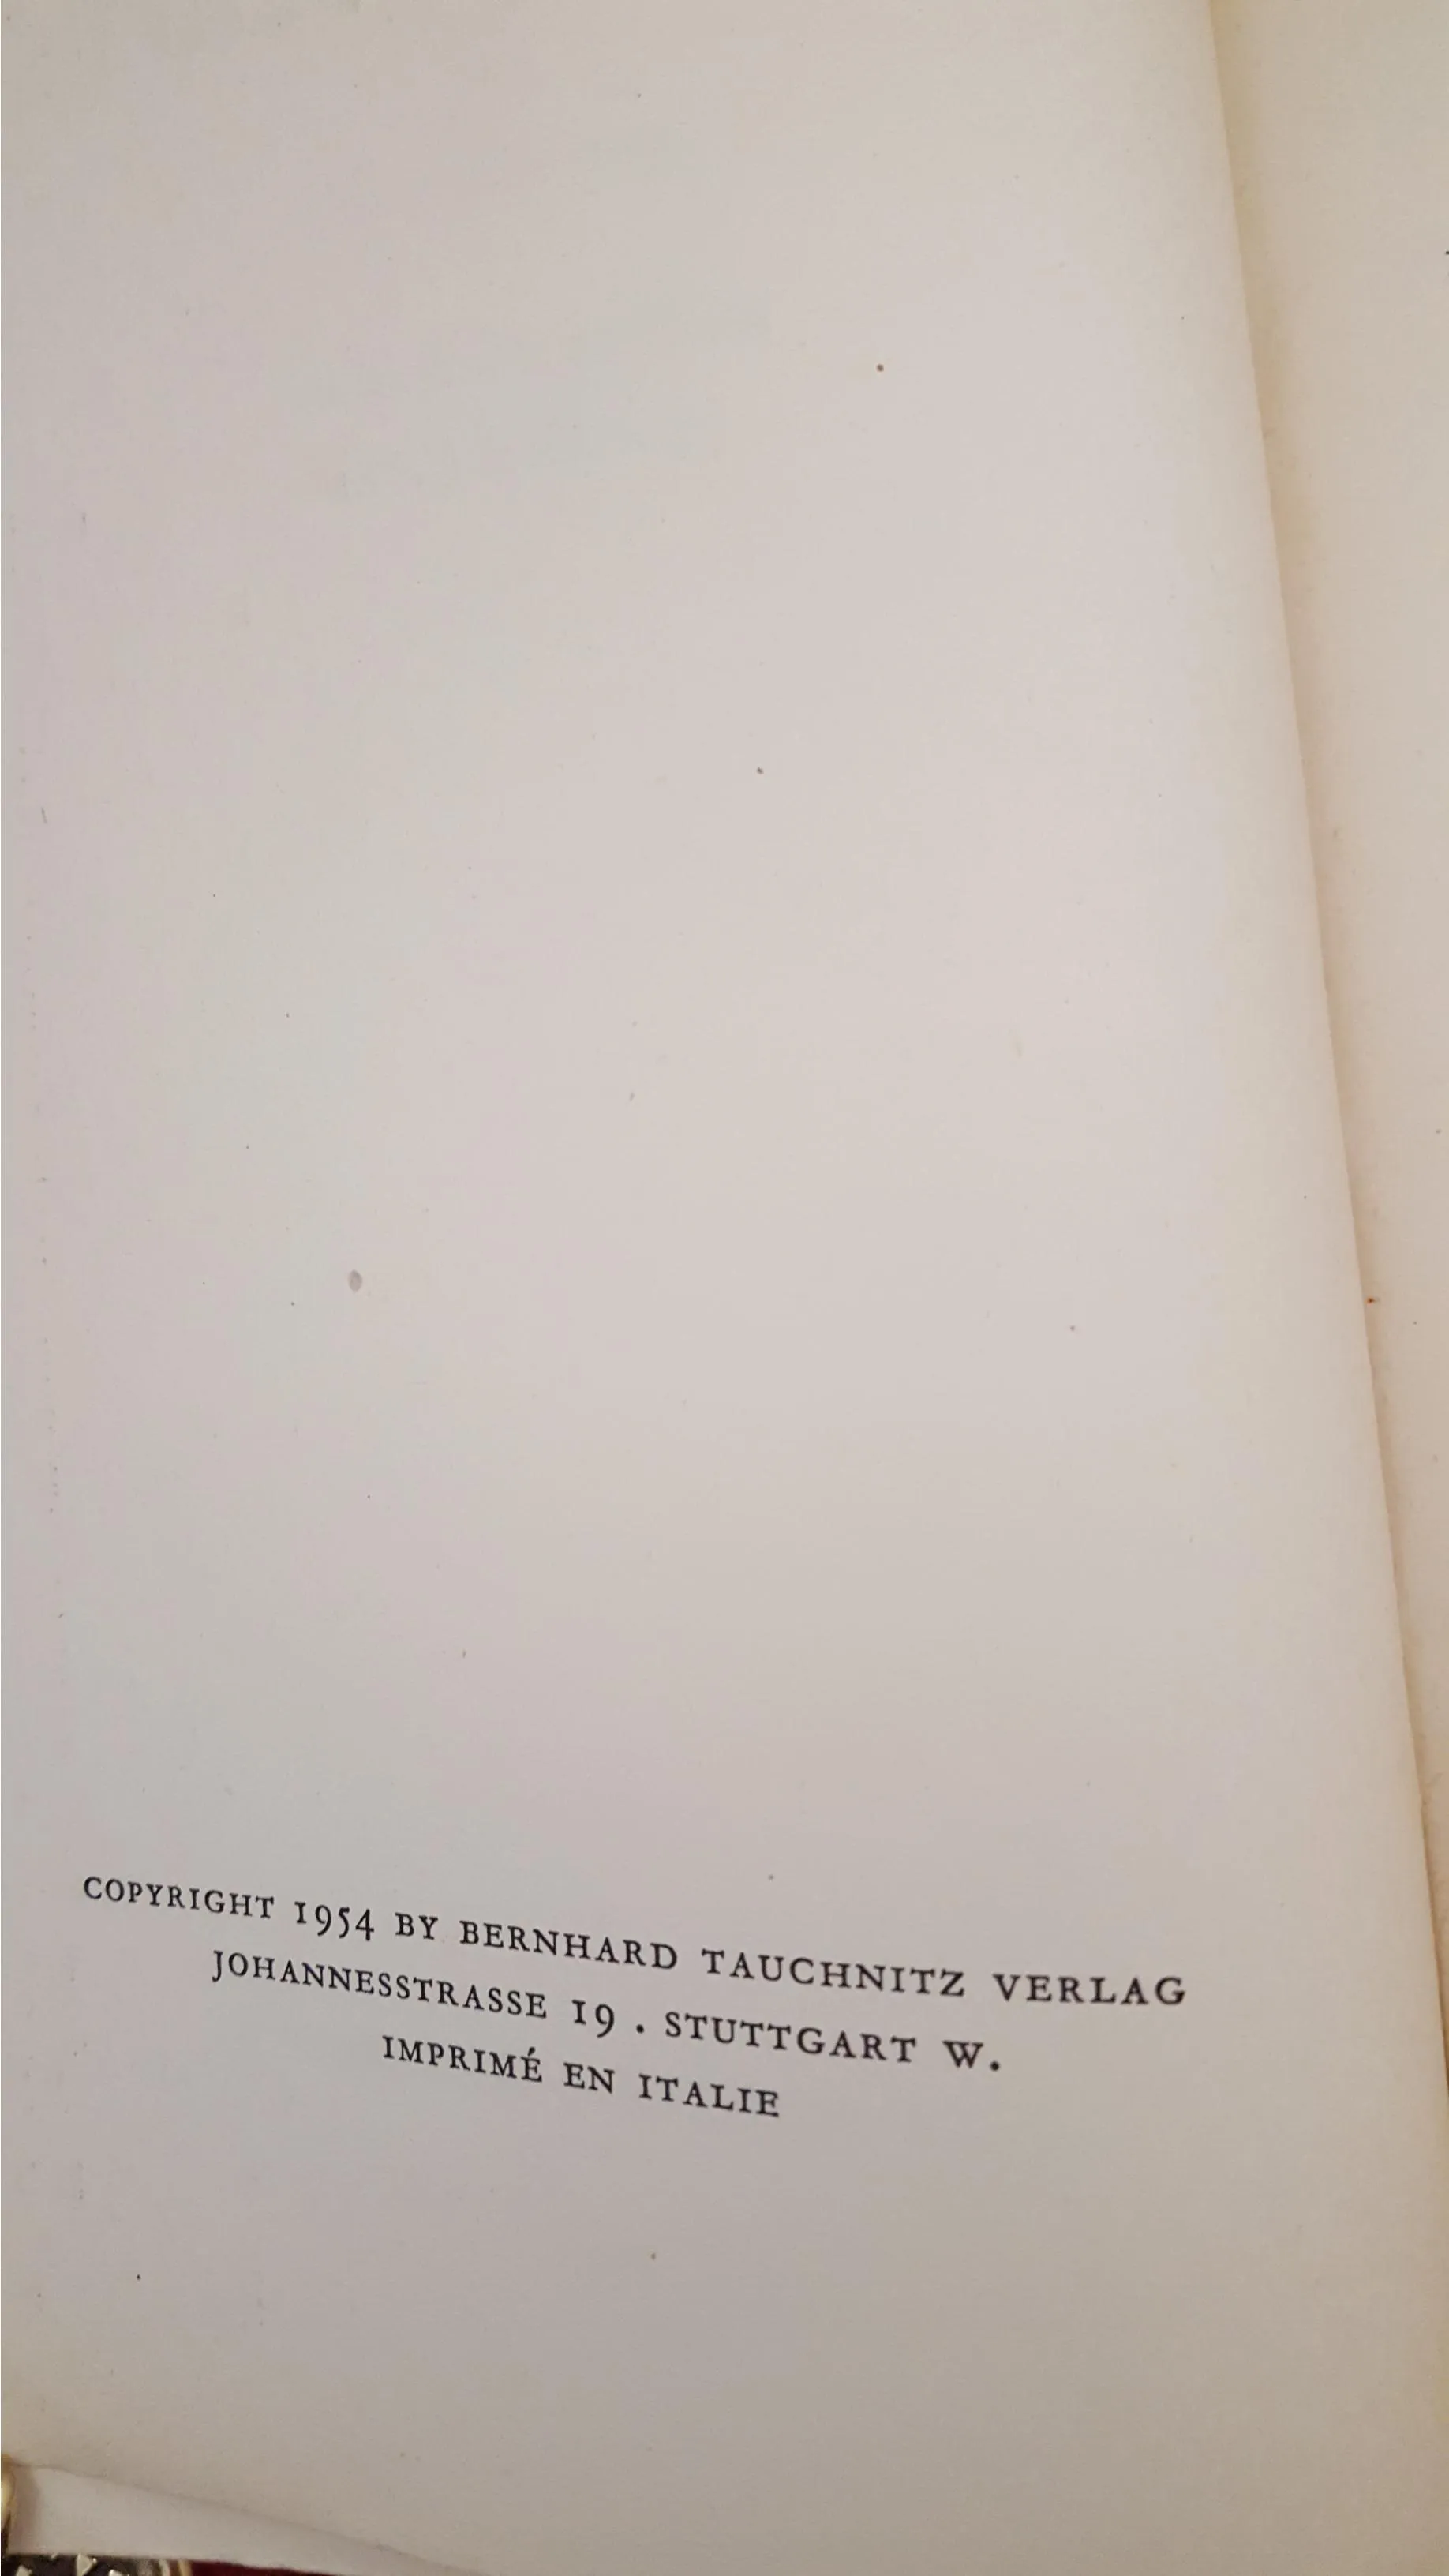 COPYRIGHT 1954 BY BERNHARD TAUCHNITZ VERLAG
JOHANNESSTRASSE 19 . STUTTGART W.
IMPRIMÉ EN ITALIE